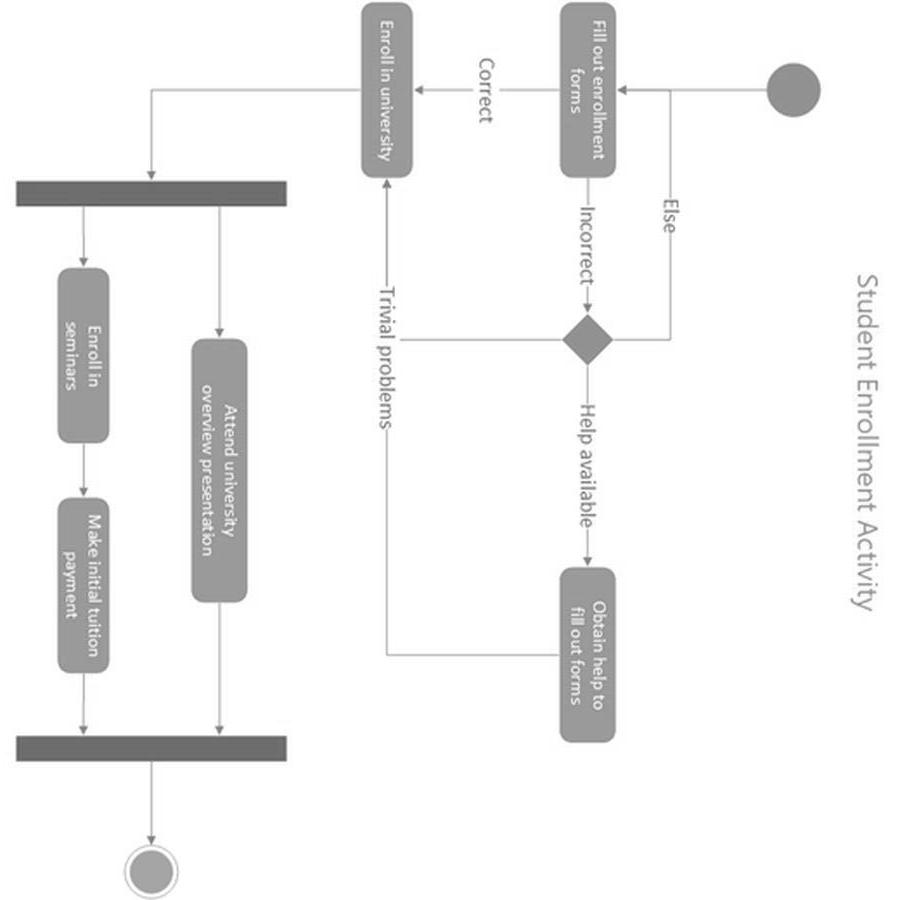 Student Enrollment Activity
Else
Fill out enrollment
forms
Incorrect
Help available
Obtain help to
fill out forms
Correct
Enroll in university
Trivial problems
Attend university
overview presentation
Enroll in
seminars
Make initial tuition
payment